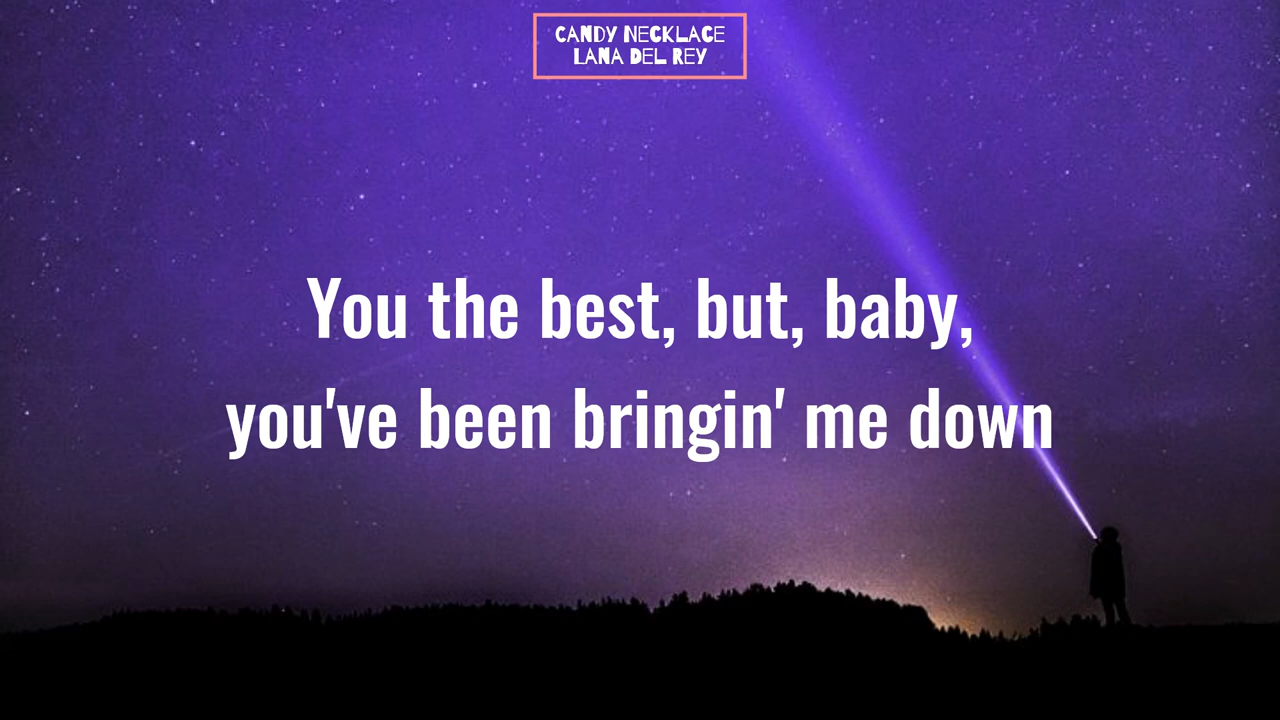 CANDY NECKLACE
LANA DEL REY
You the best, but, baby,
you've been bringin' me down